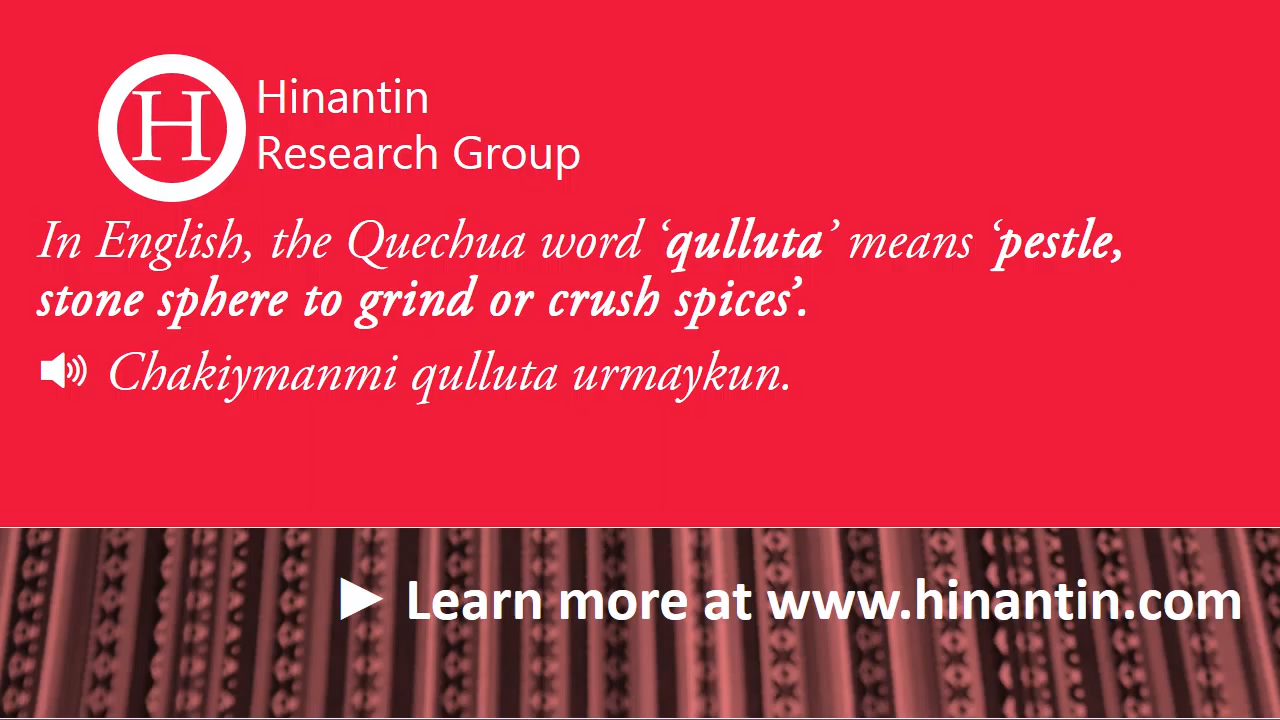 H
Hinantin
Research Group
In English, the Quechua word ‘qulluta’ means ‘pestle,
stone sphere to grind or crush spices’.
Chakiymanmi qulluta urmaykun.
Learn more at www.hinantin.com